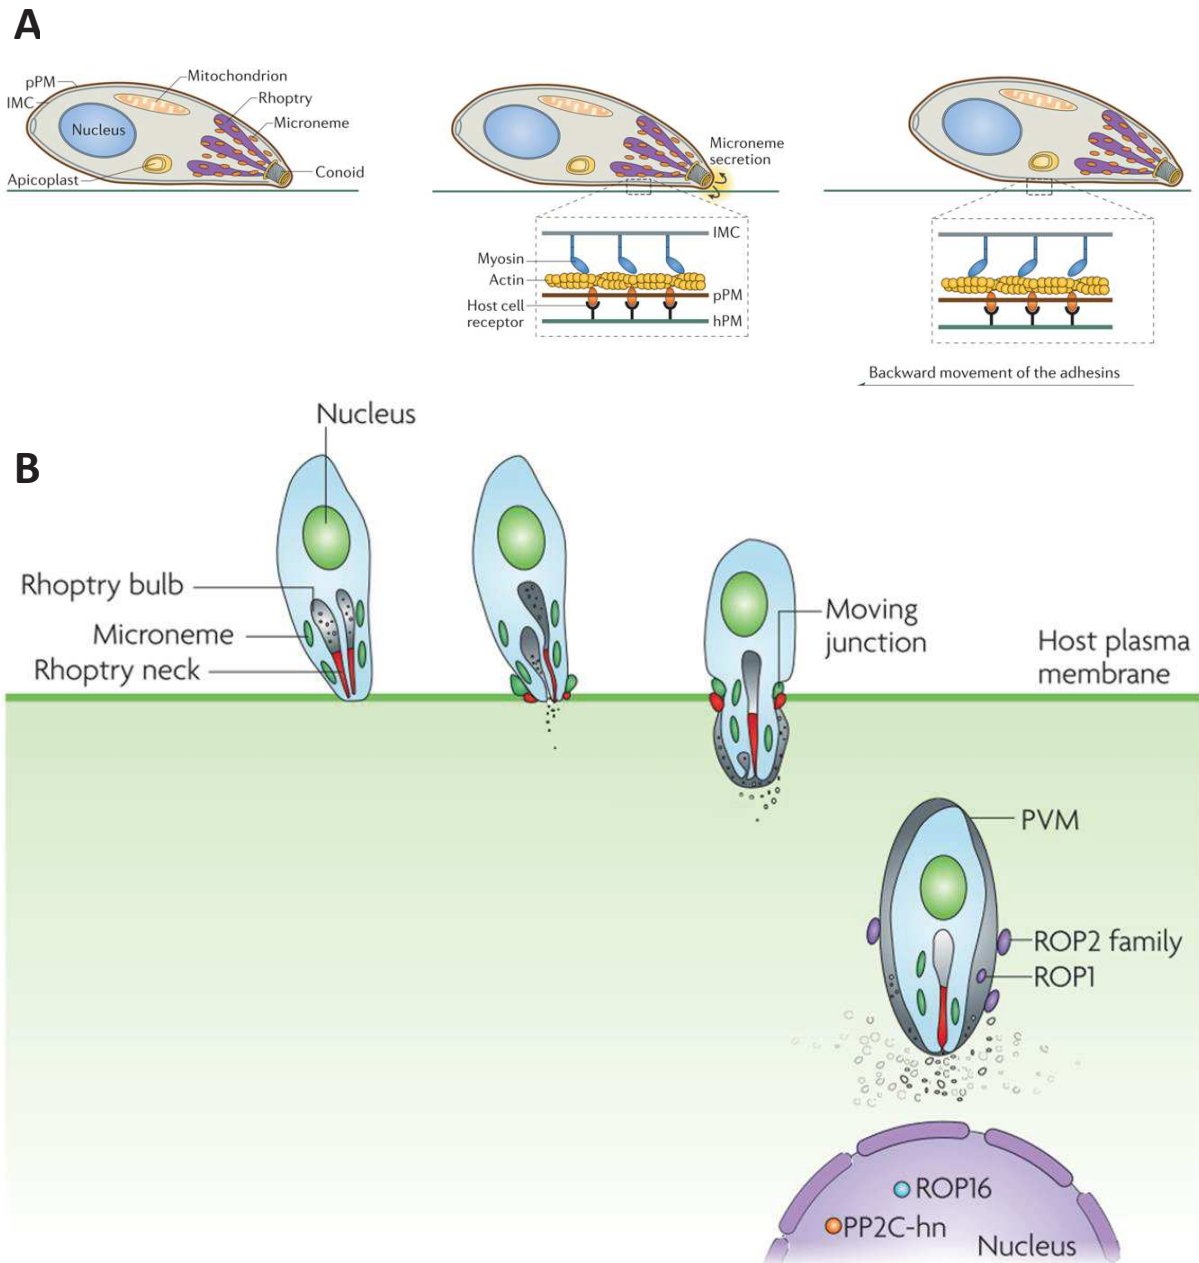 A
pPM
IMC
Nucleus
Apicoplast
Mitochondrion
Rhoptry
Microneme
Conoid
Microneme
secretion
IMC
Myosin
Actin
pPM
Host cell
receptor
hPM
Backward movement of the adhesins
B
Nucleus
Rhoptry bulb
Microneme
Rhoptry neck
Moving
junction
Host plasma
membrane
PVM
ROP2 family
ROP1
ROP16
PP2C-hn
Nucleus